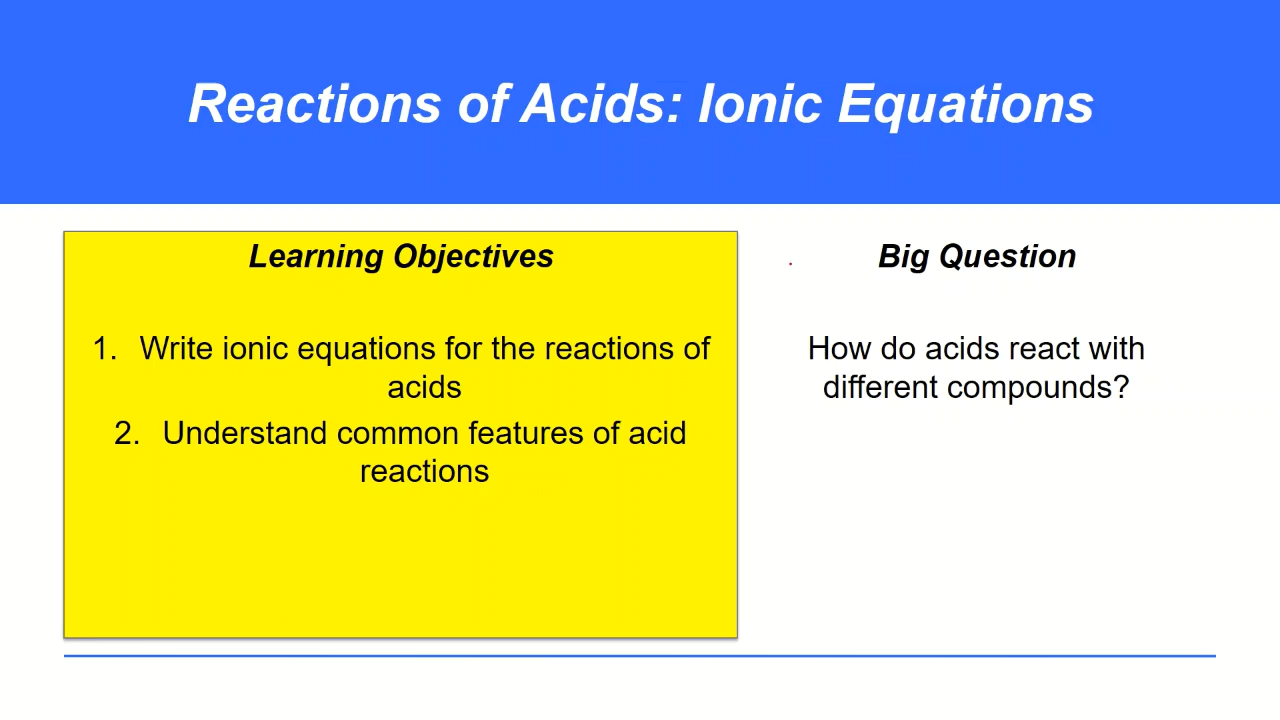 Reactions of Acids: Ionic Equations
Learning Objectives
1. Write ionic equations for the reactions of
acids
2. Understand common features of acid
reactions
Big Question
How do acids react with
different compounds?